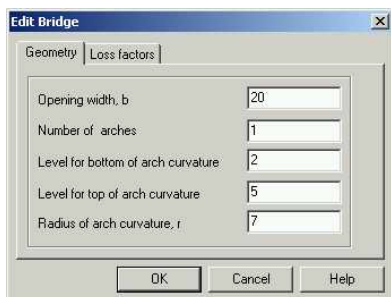 Edit Bridge
Geometry Loss factors
Opening width, b 20
Number of arches 1
Level for bottom of arch curvature 2
Level for top of arch curvature 5
Radius of arch curvature, r 7
OK Cancel Help